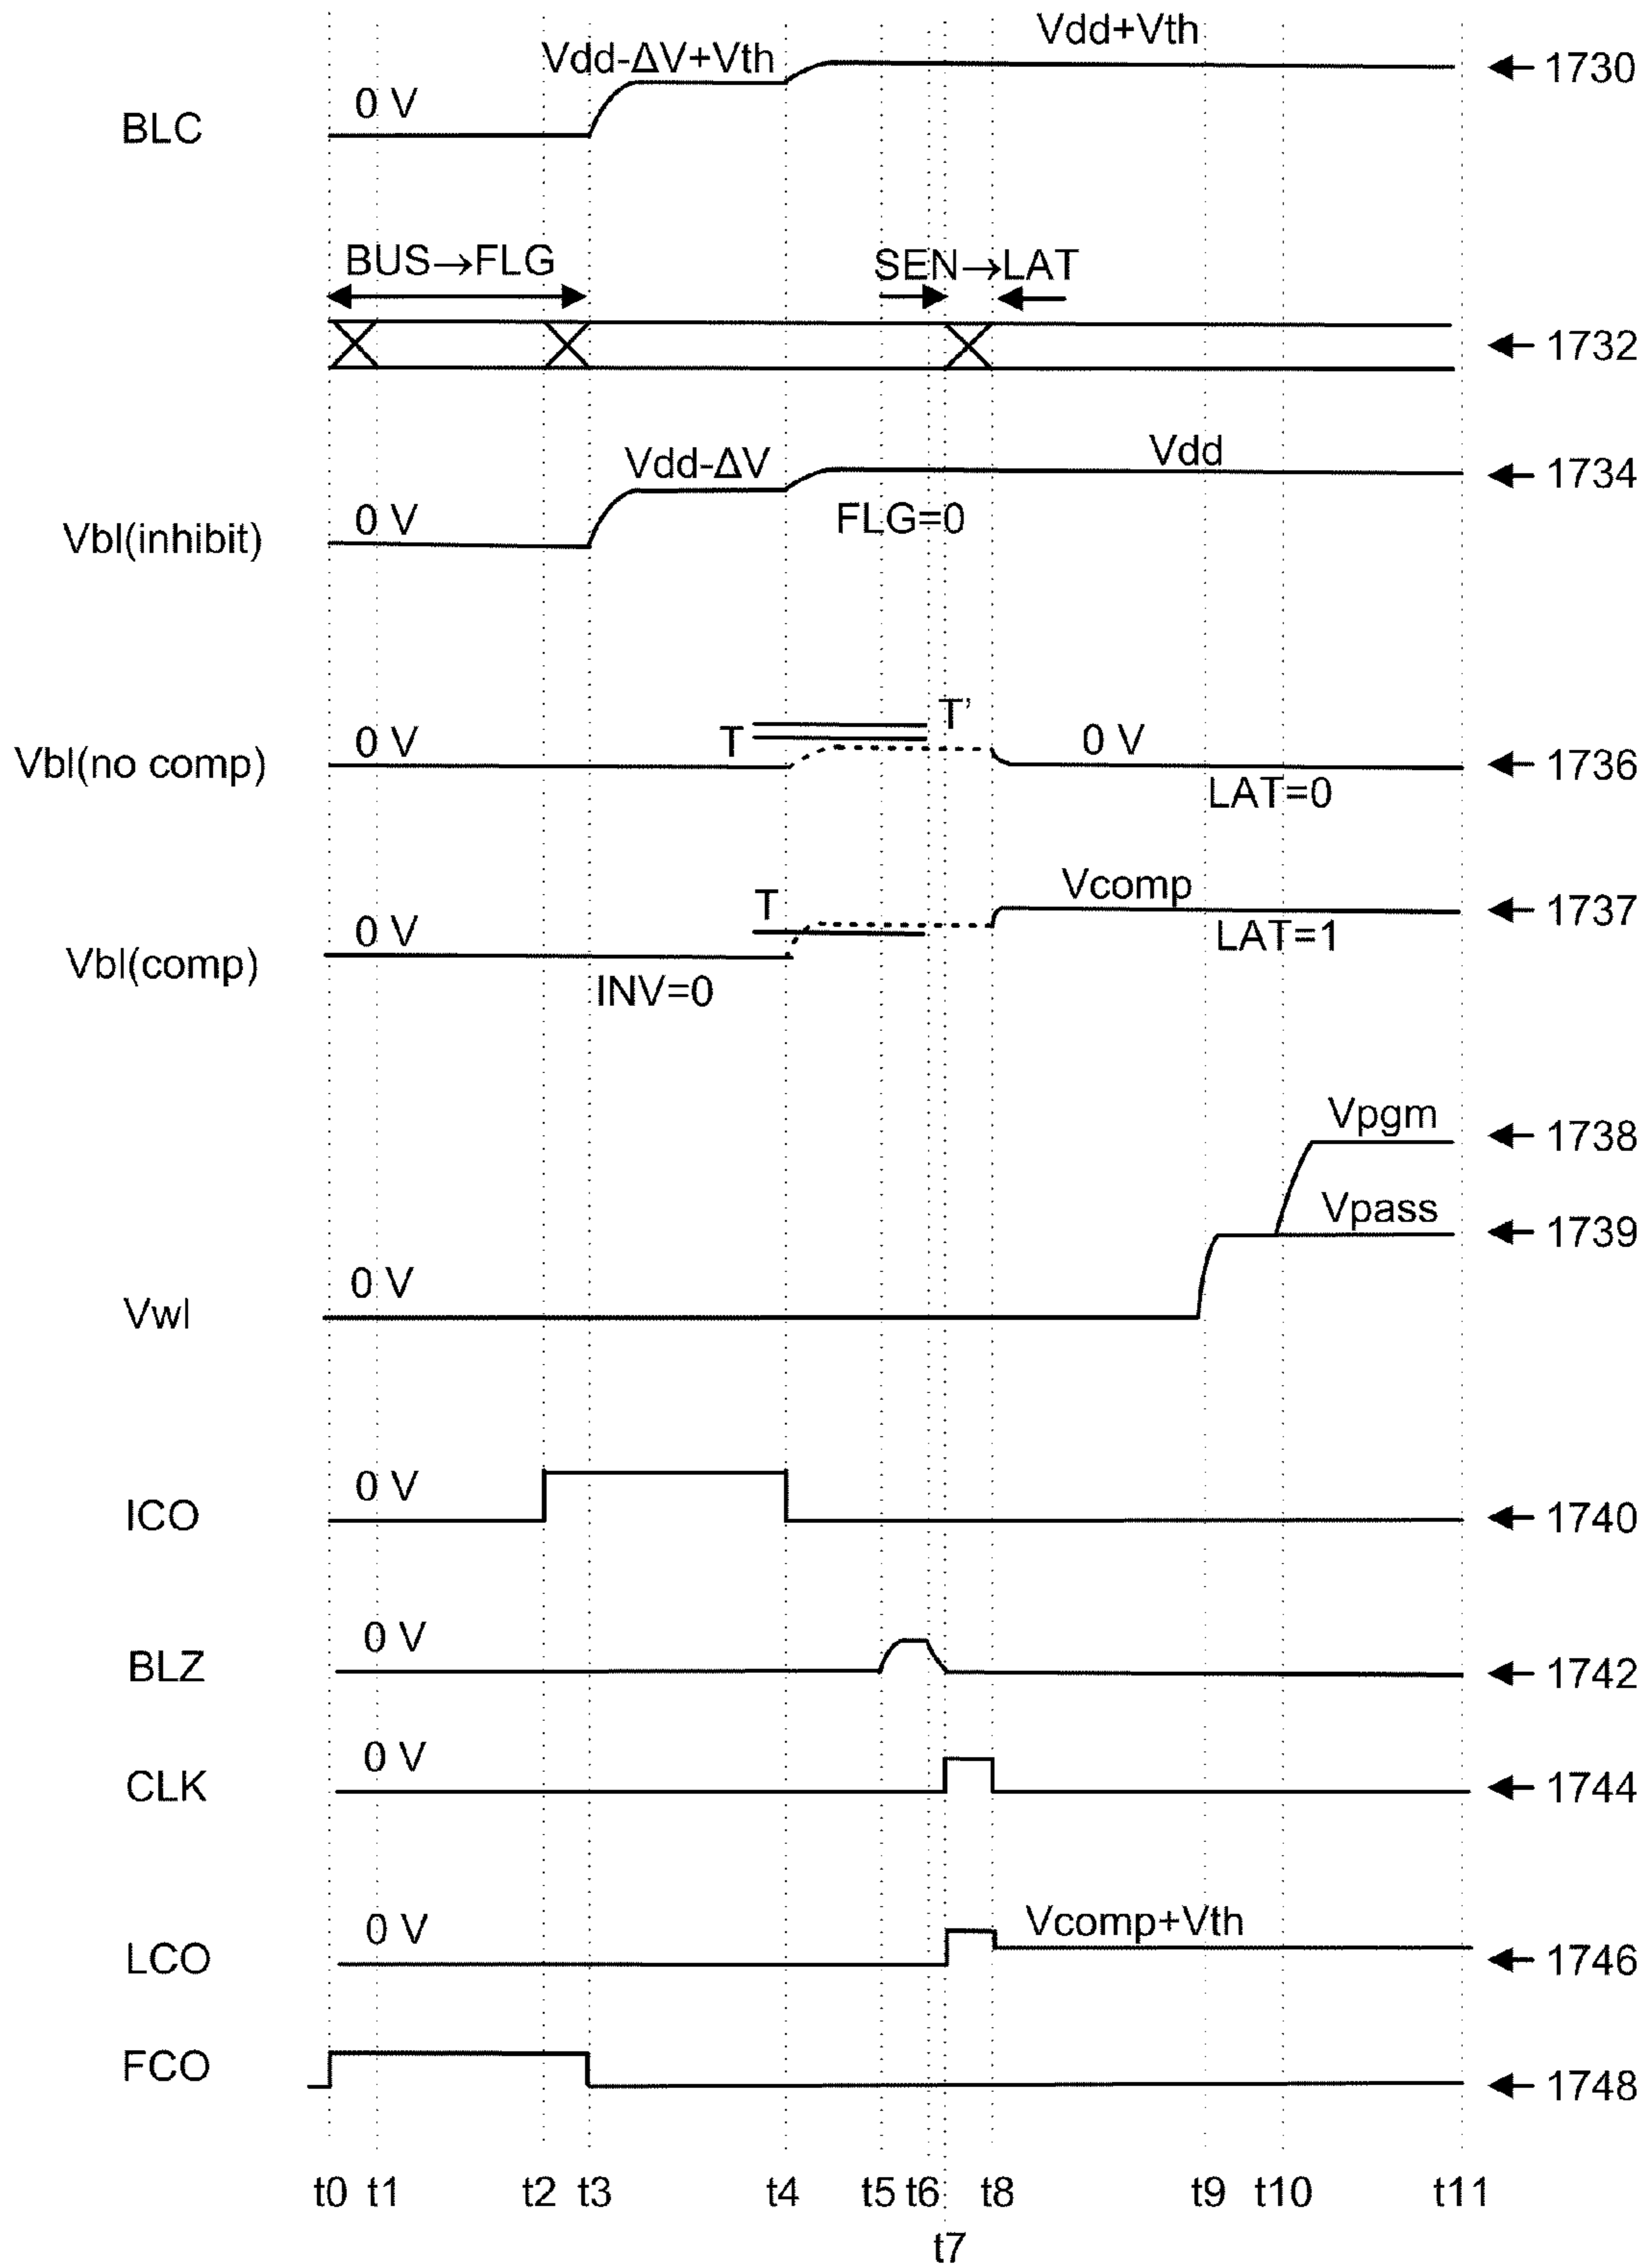 Vdd+Vth
Vdd-ΔV+Vth
1730
0 V
BLC
BUS→FLG
SEN→LAT
1732
Vdd-ΔV
Vdd
1734
0 V
FLG=0
Vbl(inhibit)
T'
T
0 V
0 V
Vbl(no comp)
1736
LAT=0
T
Vcomp
1737
0 V
LAT=1
Vbl(comp)
INV=0
Vpgm
1738
Vpass
1739
0 V
Vwl
0 V
ICO
1740
0 V
BLZ
1742
0 V
CLK
1744
0 V
Vcomp+Vth
LCO
1746
FCO
1748
t0 t1 t2 t3 t4 t5 t6 t8 t9 t10 t11
t7